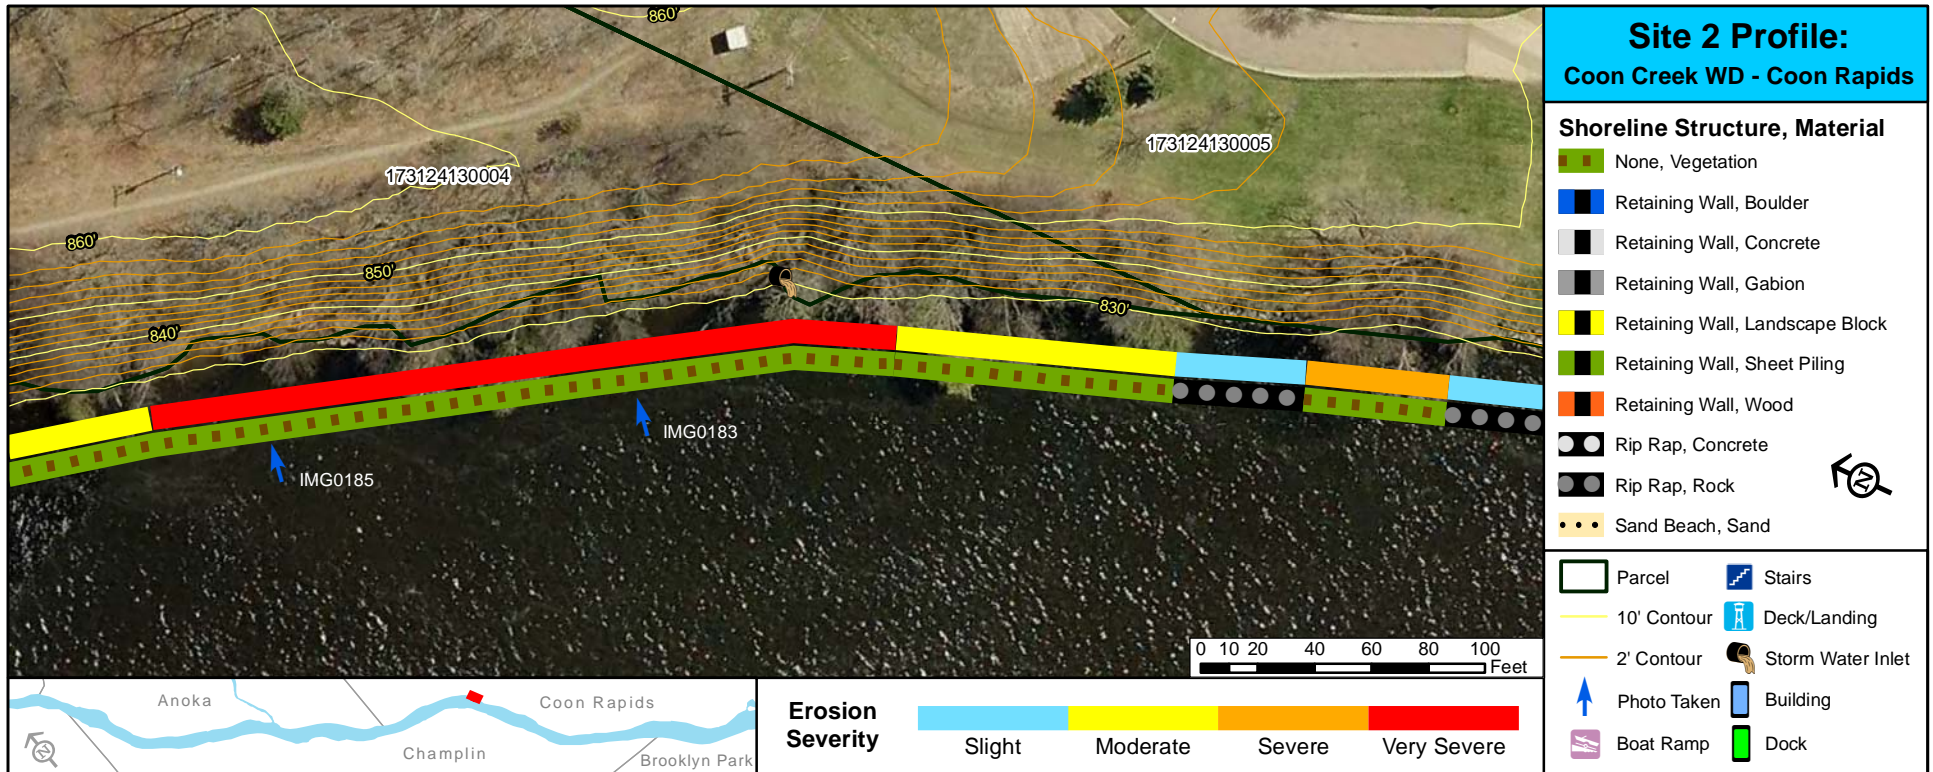 860'
173124130005
173124130004
860'
850'
840'
830'
IMG0183
IMG0185
0 10 20 40 60 80 100
Feet
Site 2 Profile:
Coon Creek WD - Coon Rapids
Shoreline Structure, Material
None, Vegetation
Retaining Wall, Boulder
Retaining Wall, Concrete
Retaining Wall, Gabion
Retaining Wall, Landscape Block
Retaining Wall, Sheet Piling
Retaining Wall, Wood
Rip Rap, Concrete
Rip Rap, Rock
Sand Beach, Sand
N
Parcel
Stairs
10' Contour
Deck/Landing
2' Contour
Storm Water Inlet
Photo Taken
Building
Boat Ramp
Dock
Anoka
Coon Rapids
Champlin
Brooklyn Park
N
Erosion
Severity
Slight
Moderate
Severe
Very Severe